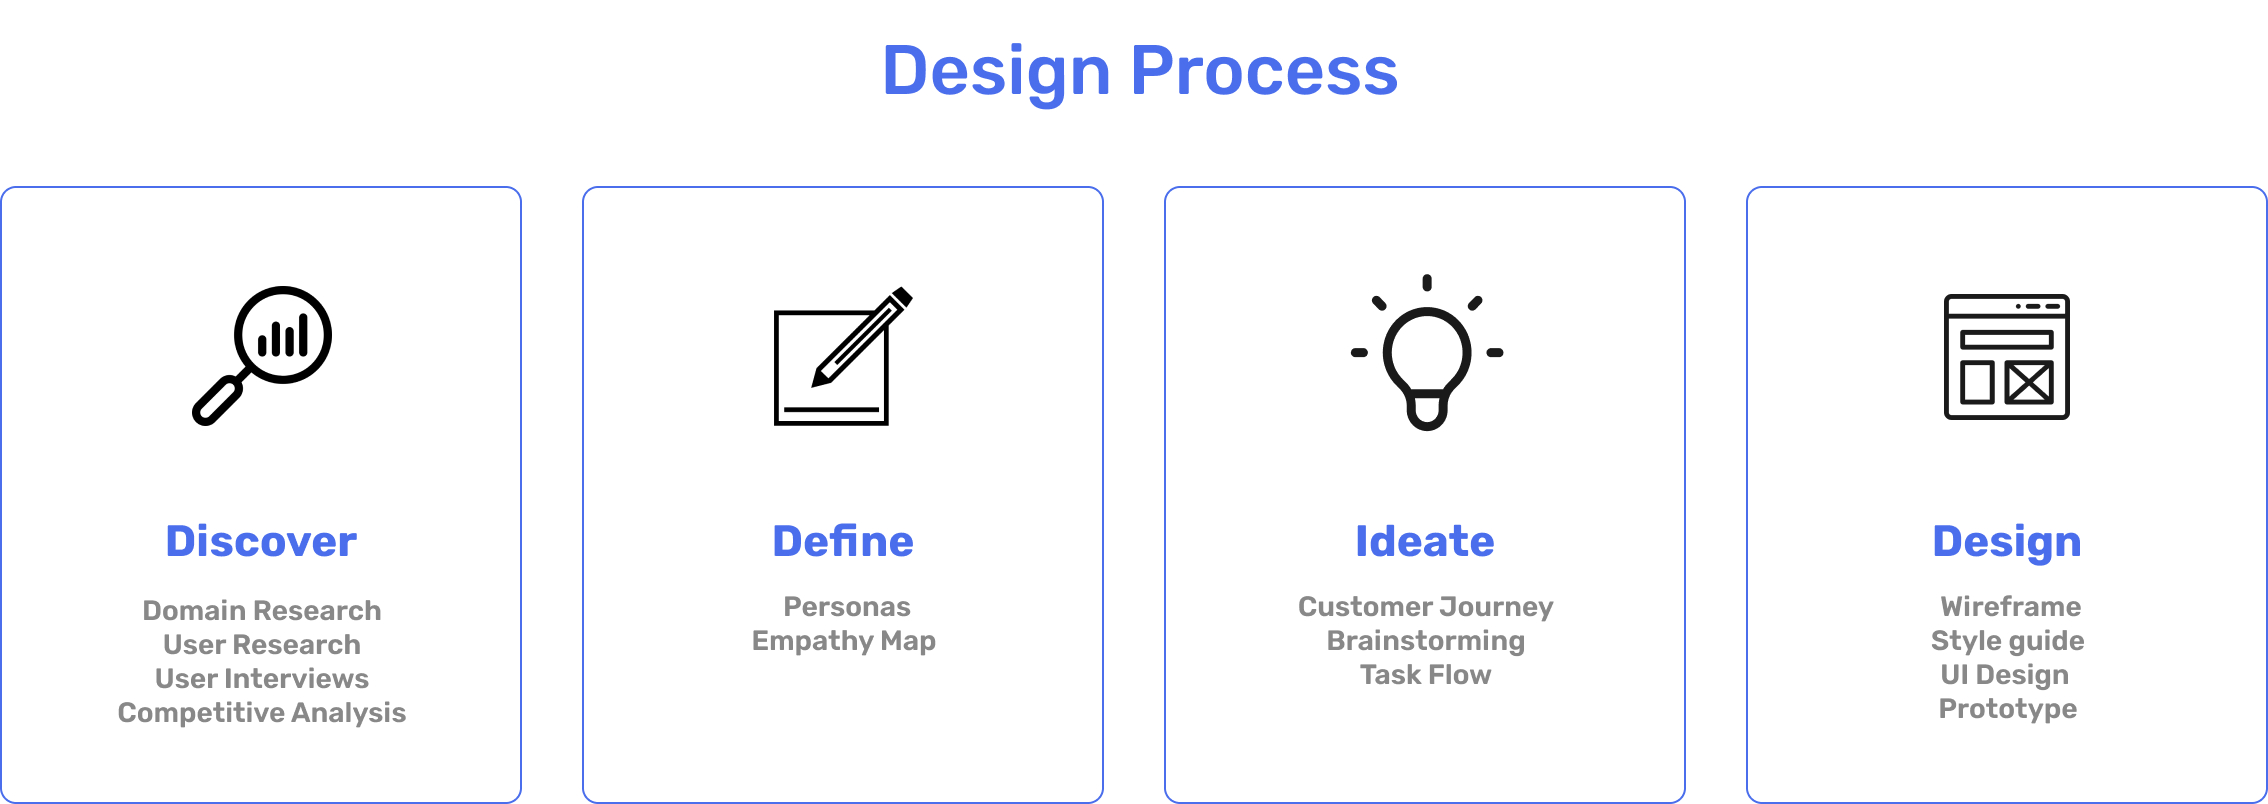 Design Process
Discover
Domain Research
User Research
User Interviews
Competitive Analysis
Define
Personas
Empathy Map
Ideate
Customer Journey
Brainstorming
Task Flow
Design
Wireframe
Style guide
UI Design
Prototype